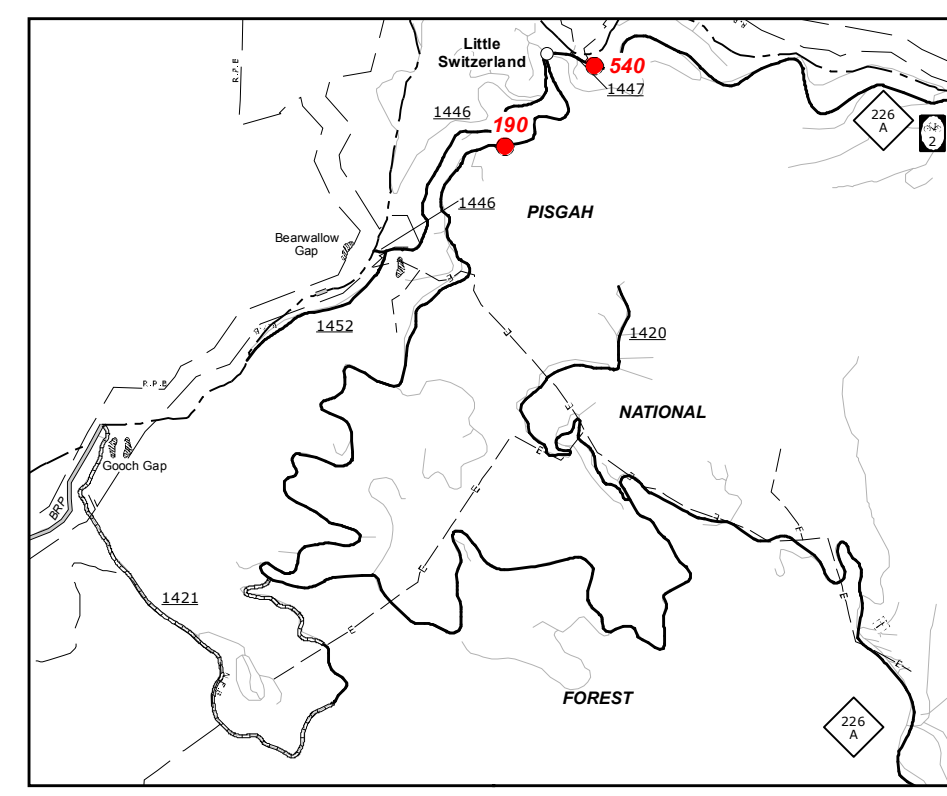 Little
Switzerland
540
1447
226
A
2
1446
190
1446
PISGAH
Bearwallow
Gap
1452
1420
NATIONAL
Gooch Gap
BRP
1421
FOREST
226
A
E
E
E
E
E
E
E
E
E